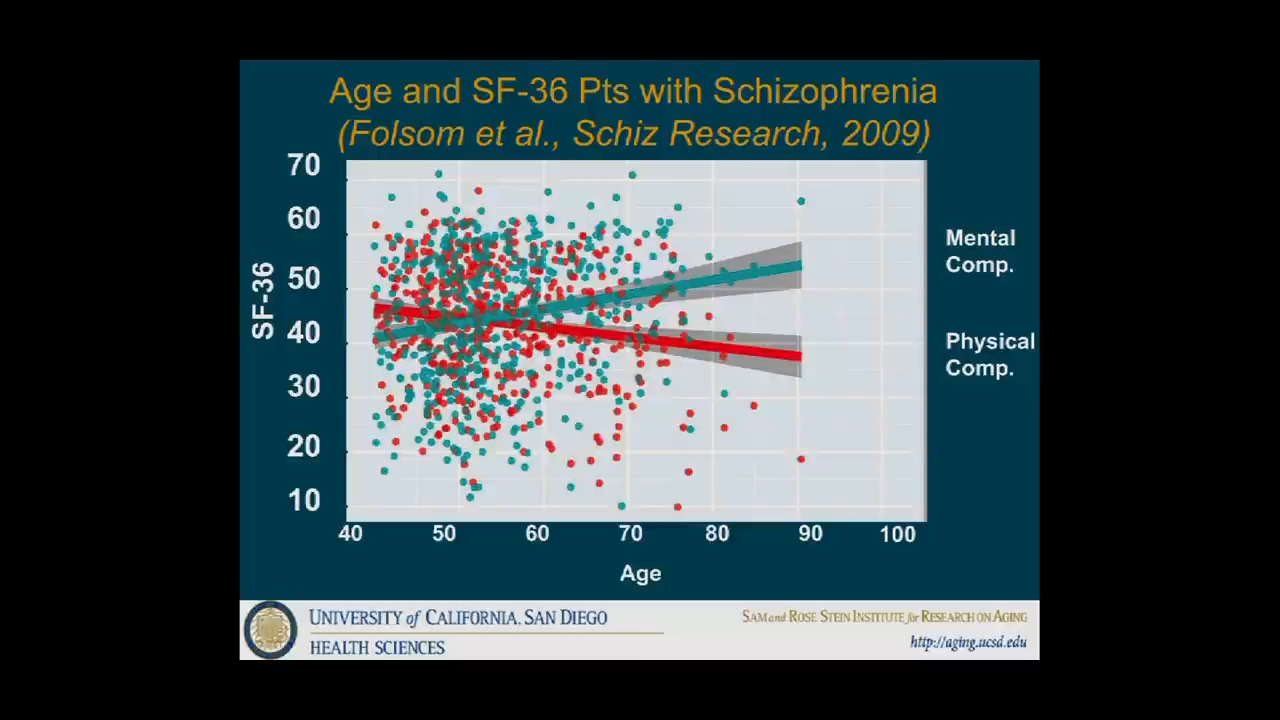 Age and SF-36 Pts with Schizophrenia
(Folsom et al., Schiz Research, 2009)
70
60
50
40
30
20
10
SF-36
Mental
Comp.
Physical
Comp.
40 50 60 70 80 90 100
Age
UNIVERSITY of CALIFORNIA, SAN DIEGO
HEALTH SCIENCES
SAM and ROSE STEIN INSTITUTE for RESEARCH ON AGING
http://aging.ucsd.edu